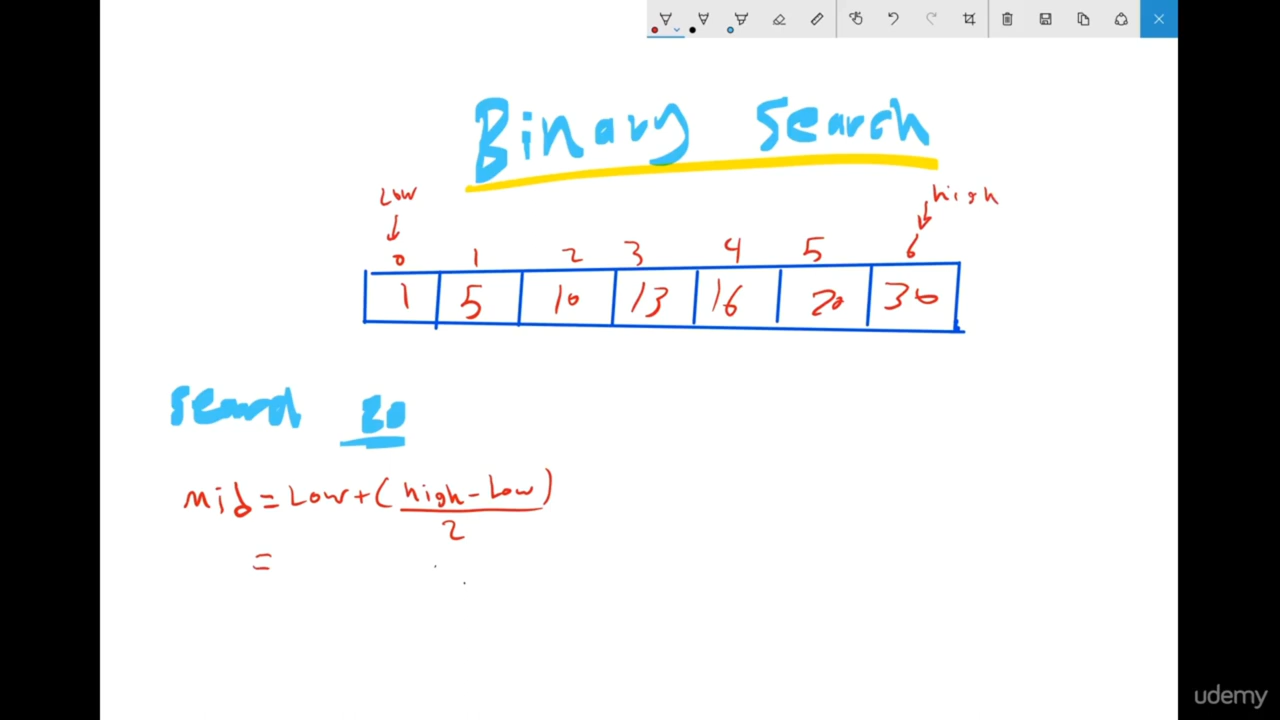 Binary Search
Low
high
0 1 2 3 4 5 6
1 5 10 13 16 20 30
Search 20
Mid = Low + (high - Low)
2
=
udemy